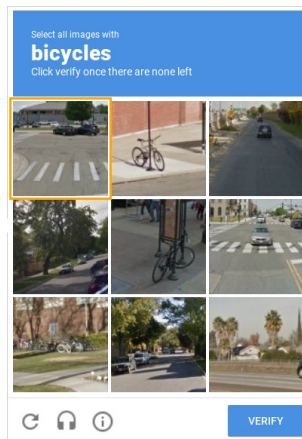 Select all images with
bicycles
Click verify once there are none left
VERIFY